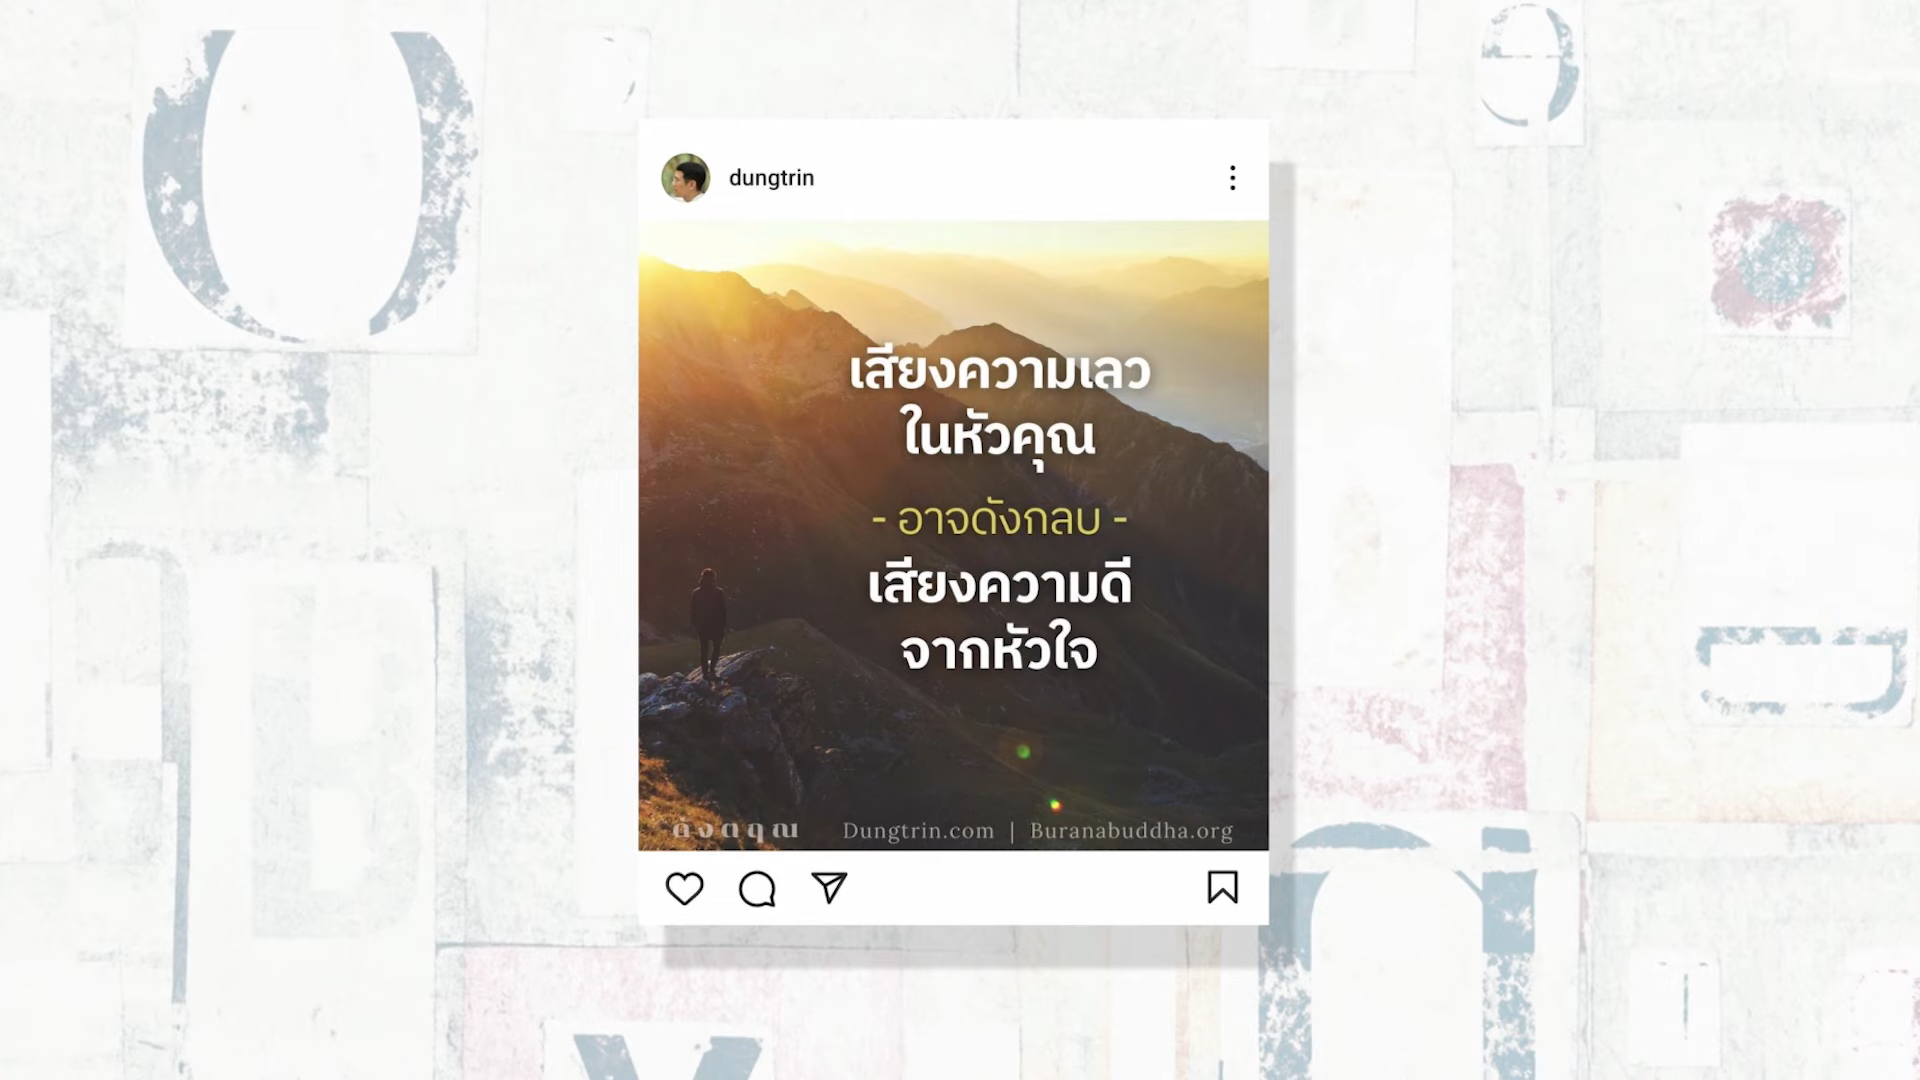 dungtrin
เสียงความเลว
ในหัวคุณ
- อาจดังกลบ -
เสียงความดี
จากหัวใจ
ดังตฤณ Dungtrin.com | Buranabuddha.org